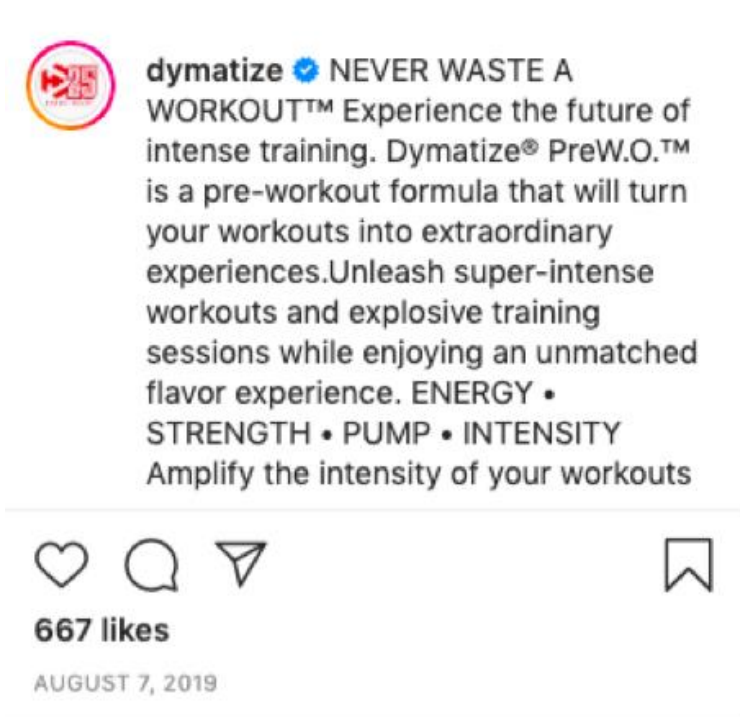 dymatize NEVER WASTE A
WORKOUT™ Experience the future of
intense training. Dymatize® PreW.O.™
is a pre-workout formula that will turn
your workouts into extraordinary
experiences.Unleash super-intense
workouts and explosive training
sessions while enjoying an unmatched
flavor experience. ENERGY •
STRENGTH • PUMP • INTENSITY
Amplify the intensity of your workouts
667 likes
AUGUST 7, 2019